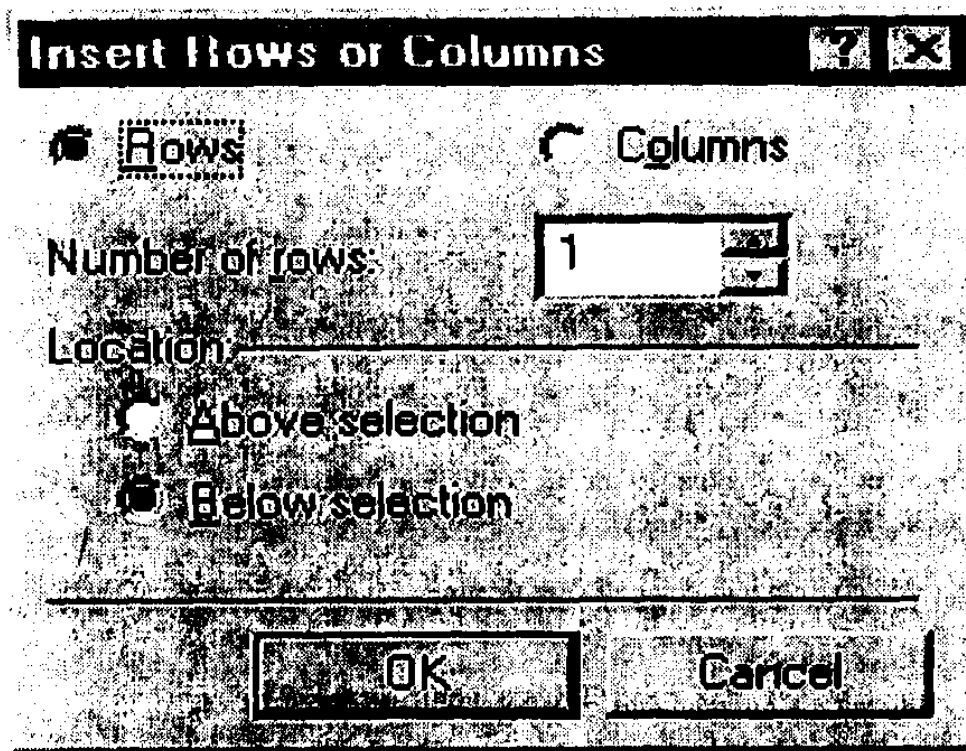 Insert Rows or Columns
Rows Columns
Number of rows: 1
Location:
Above selection
Below selection
OK Cancel